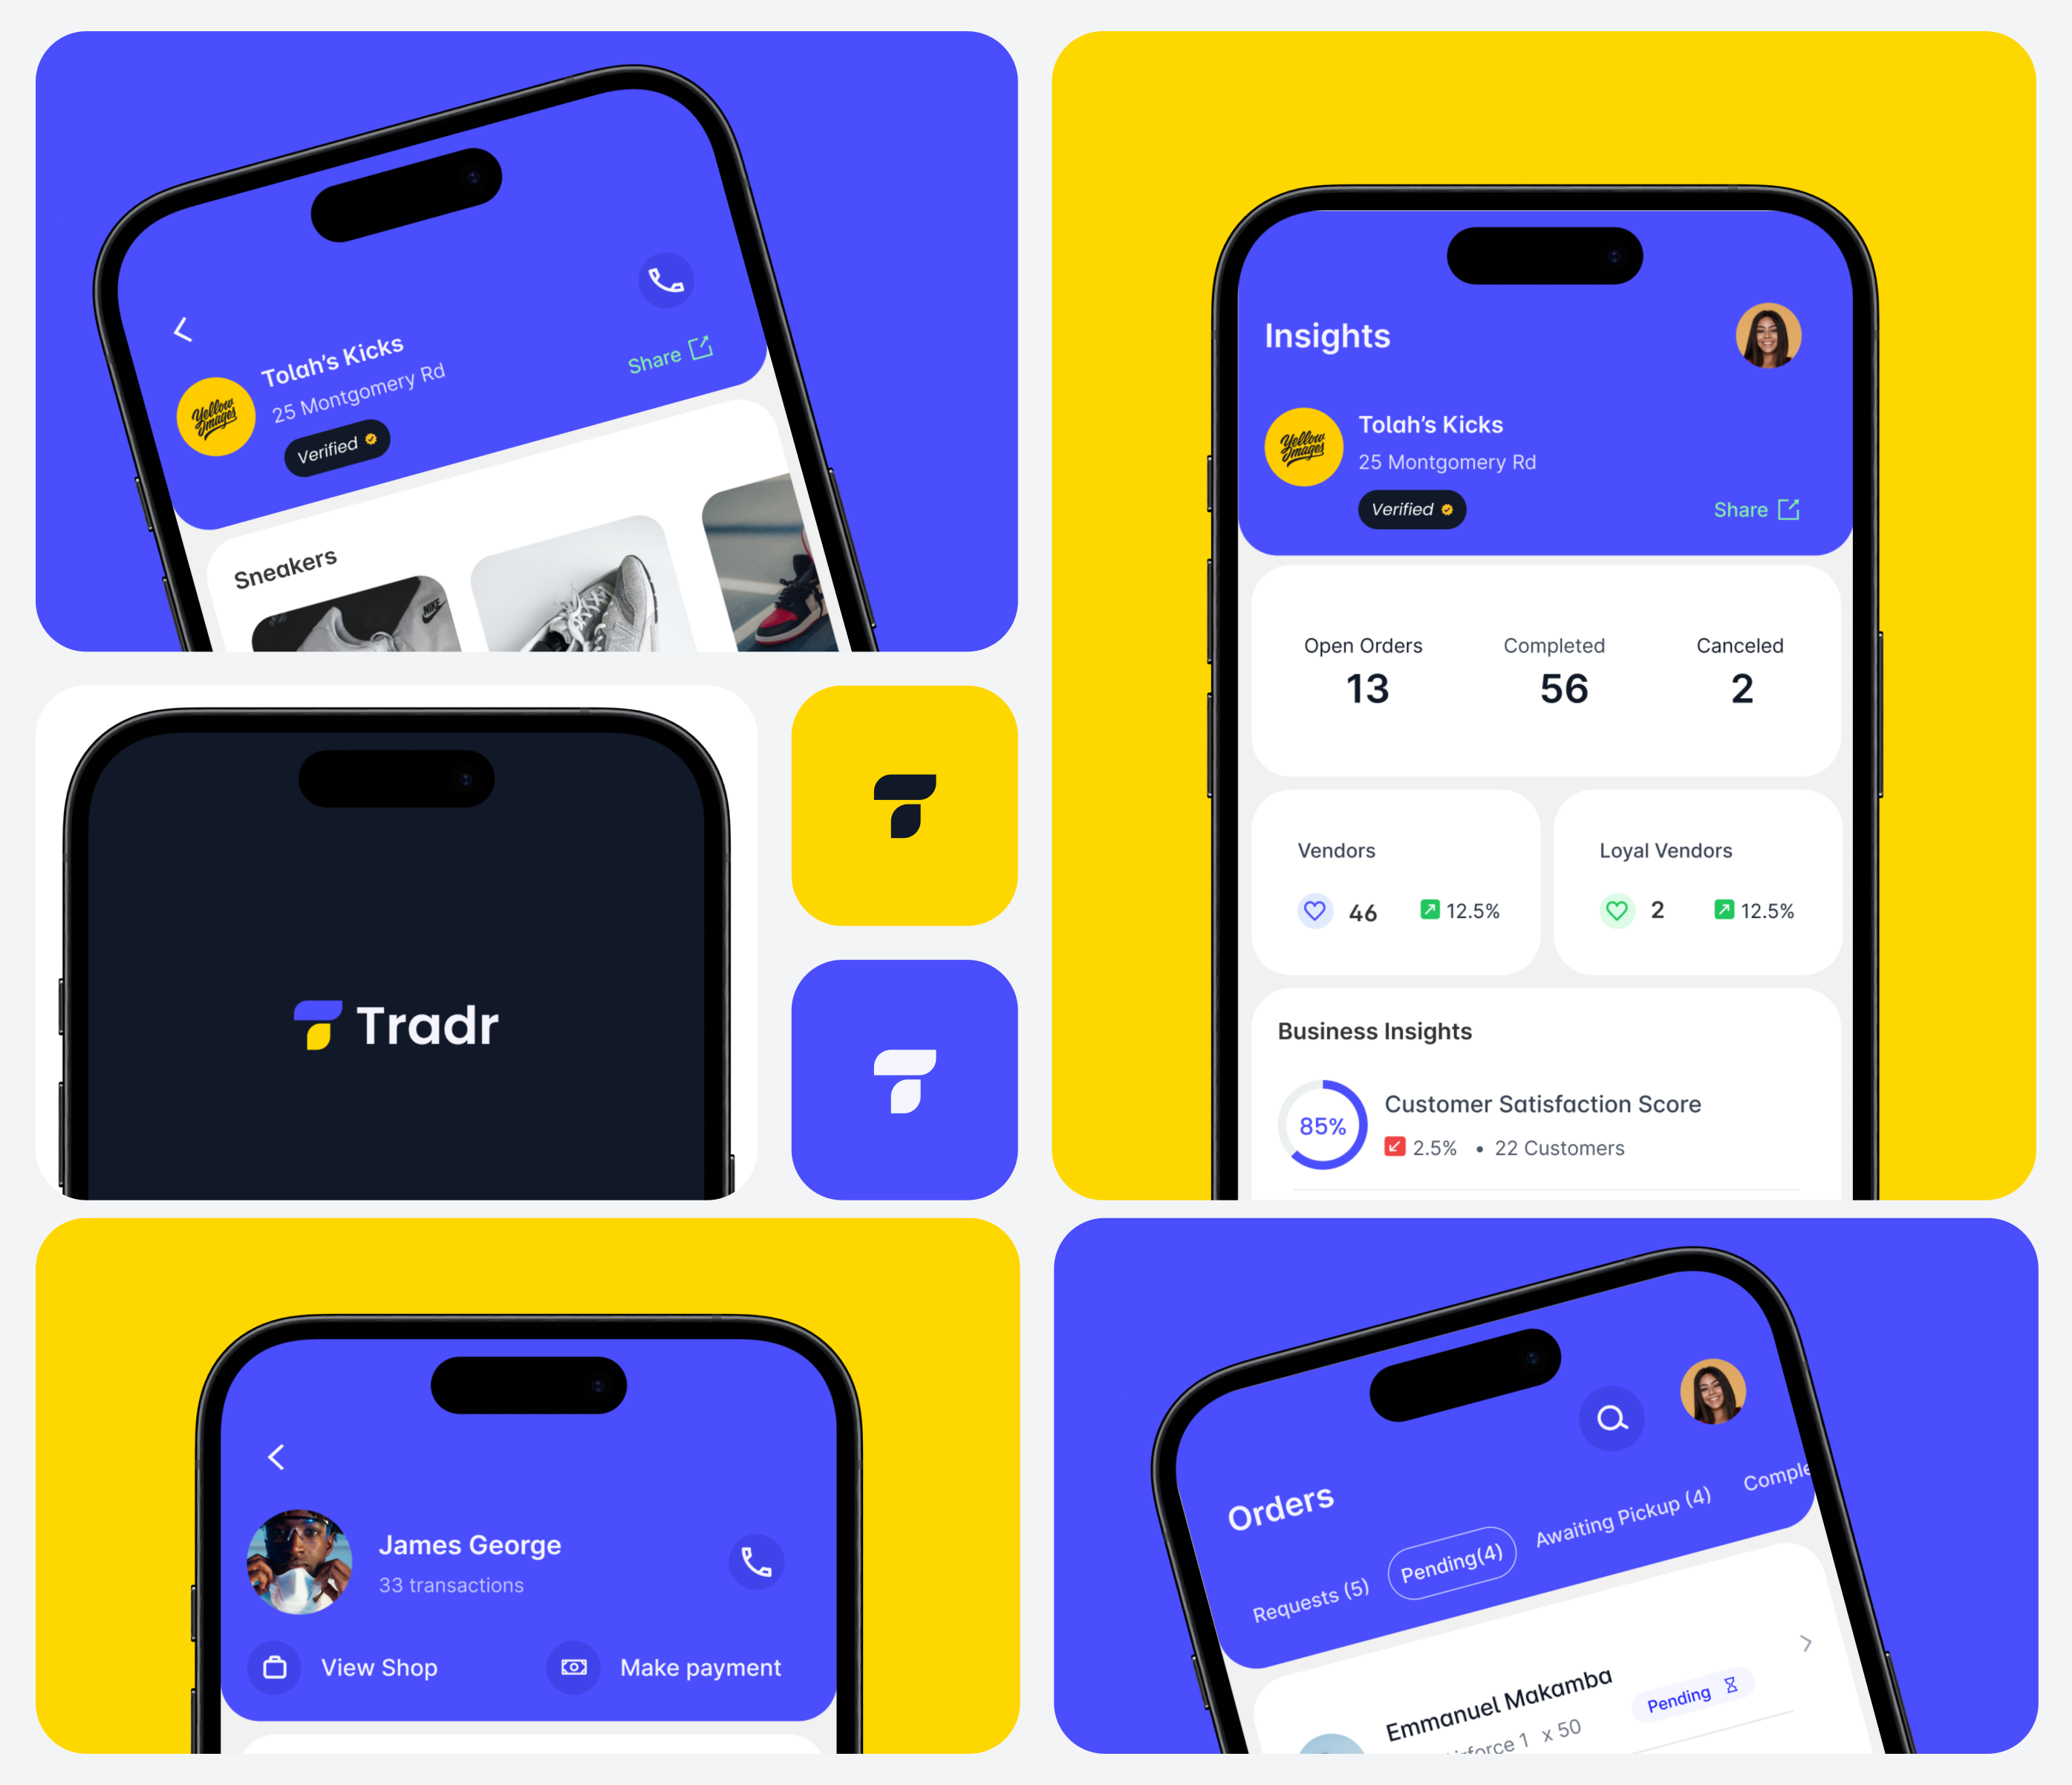 Tolah's Kicks
25 Montgomery Rd
Verified
Share
Yellow
Images
Sneakers
NIKE
Insights
Yellow
Images
Tolah's Kicks
25 Montgomery Rd
Verified
Share
Open Orders Completed Canceled
13 56 2
Vendors
46 12.5%
Loyal Vendors
2 12.5%
Business Insights
85%
Customer Satisfaction Score
2.5% • 22 Customers
Tradr
James George
33 transactions
View Shop Make payment
Orders
Requests (5) Pending(4) Awaiting Pickup (4)
Emmanuel Makamba
Pending
1 x 50